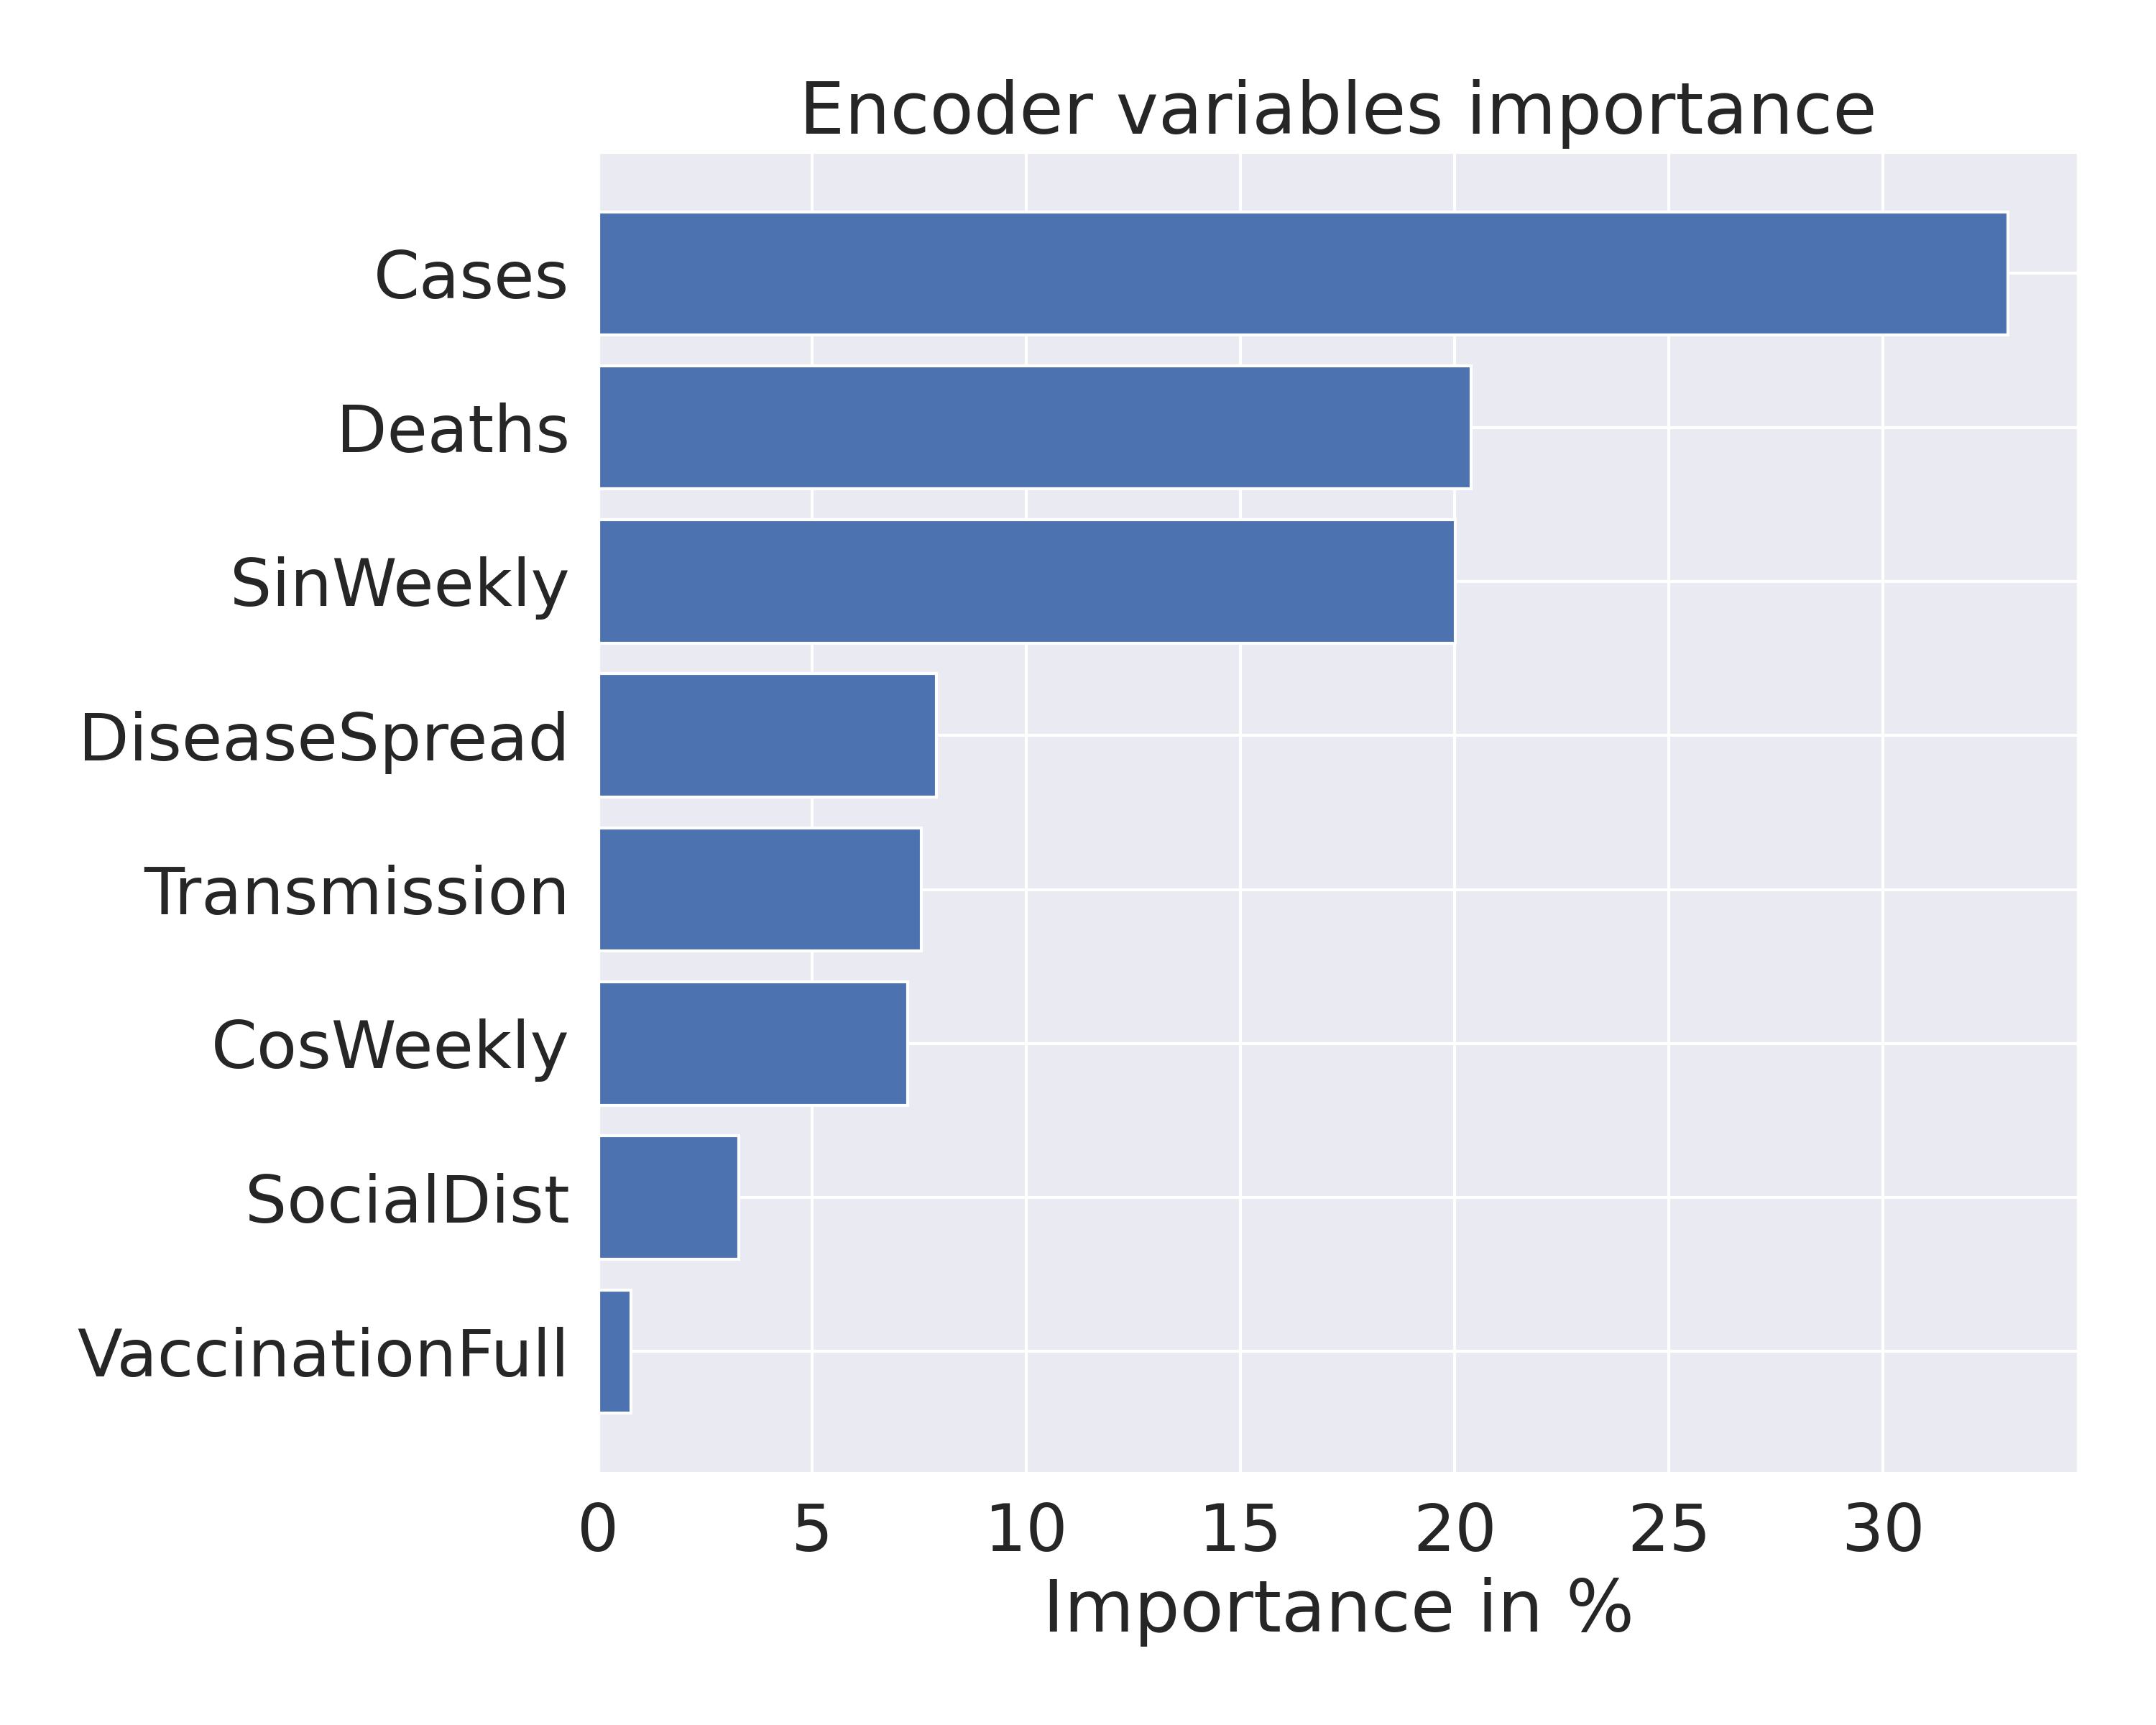 Encoder variables importance
Cases
Deaths
SinWeekly
DiseaseSpread
Transmission
CosWeekly
SocialDist
VaccinationFull
0 5 10 15 20 25 30
Importance in %